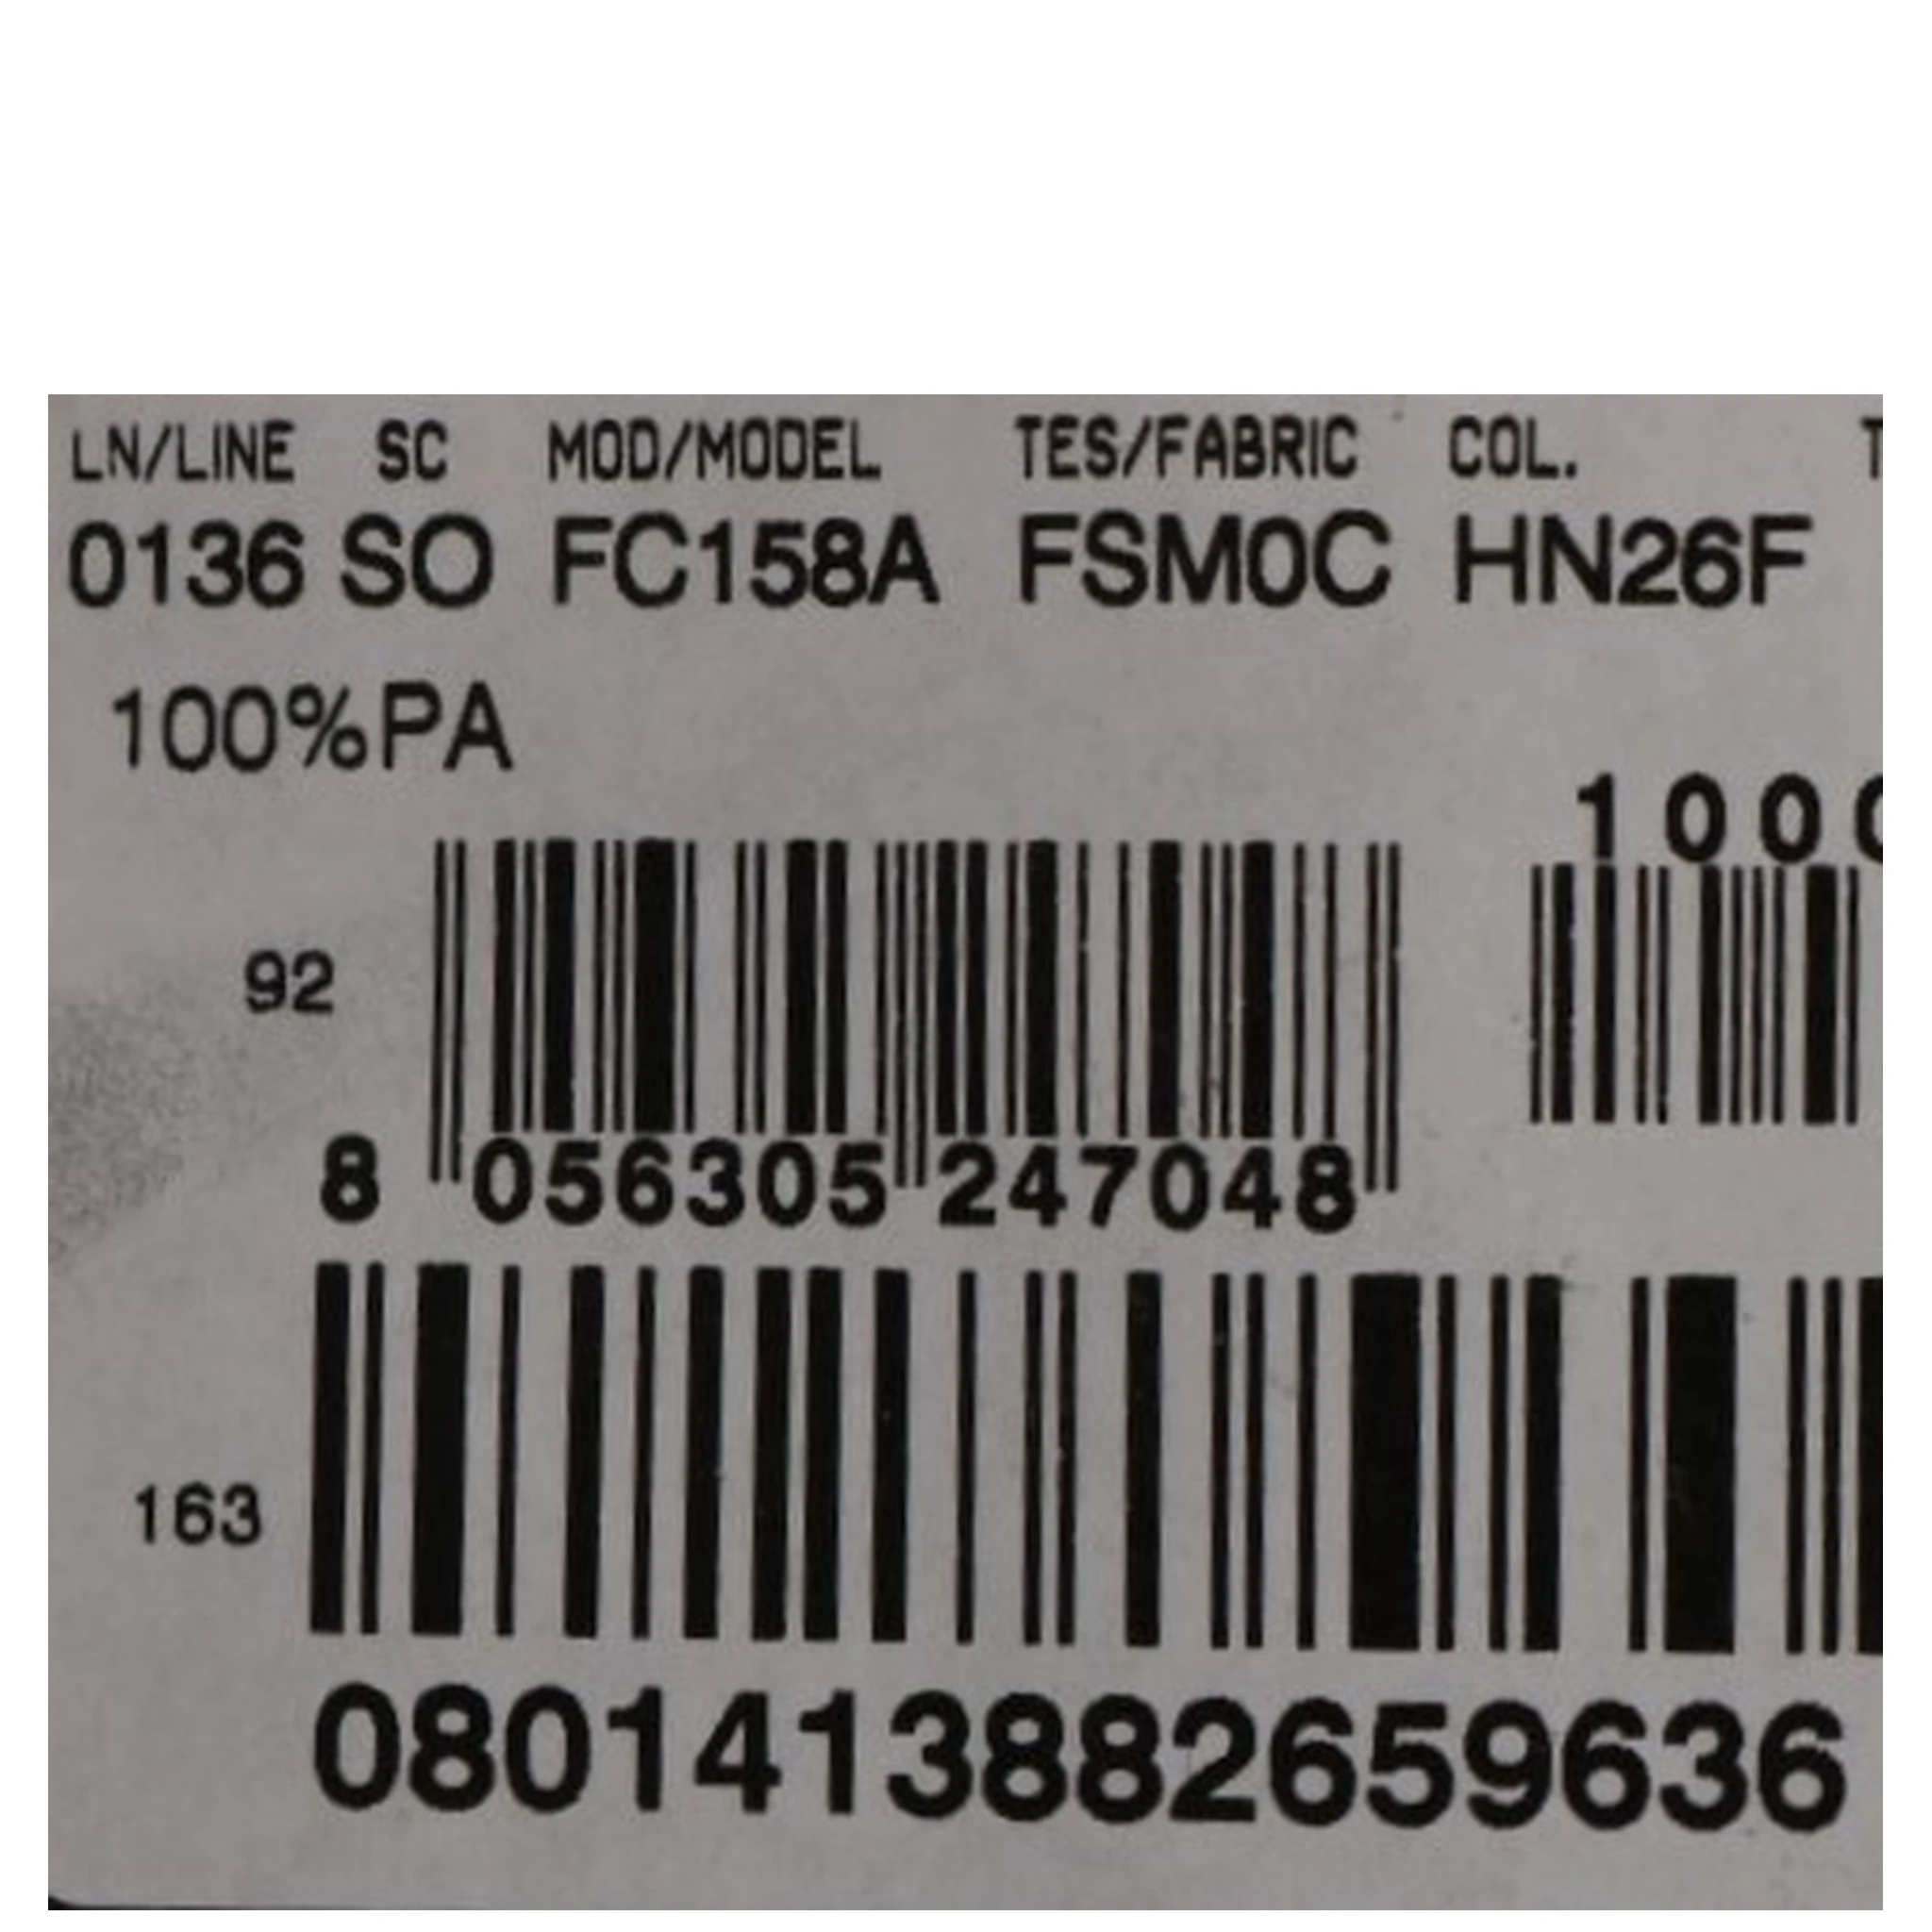 LN/LINE SC MOD/MODEL TES/FABRIC COL. T
0136 SO FC158A FSM0C HN26F
100%PA
100
92
8 056305 247048
163
0801413882659636